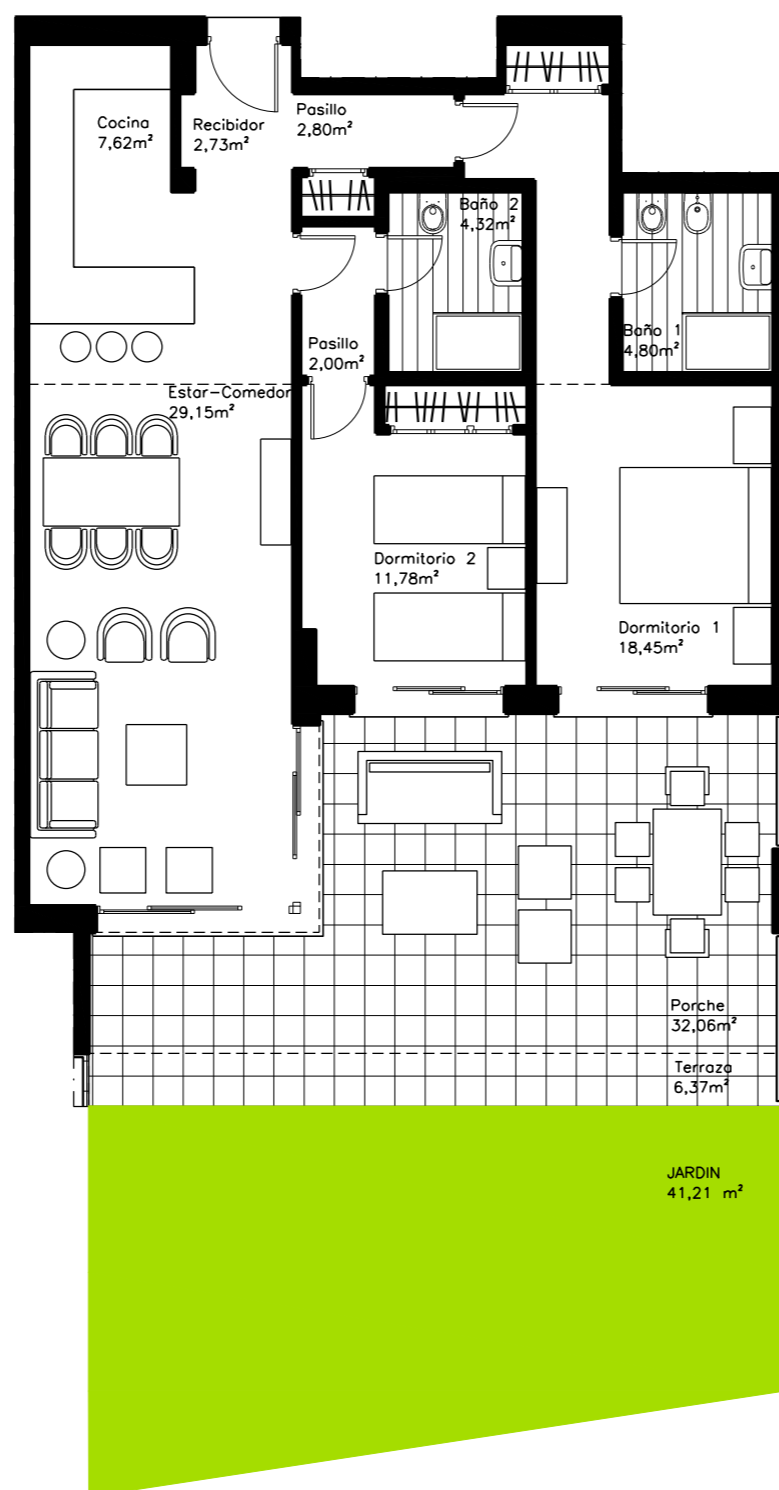 Cocina
7,62m²
Recibidor
2,73m²
Pasillo
2,80m²
Baño 2
4,32m²
Baño 1
4,80m²
Pasillo
2,00m²
Estar-Comedor
29,15m²
Dormitorio 2
11,78m²
Dormitorio 1
18,45m²
Porche
32,06m²
Terraza
6,37m²
JARDIN
41,21 m²